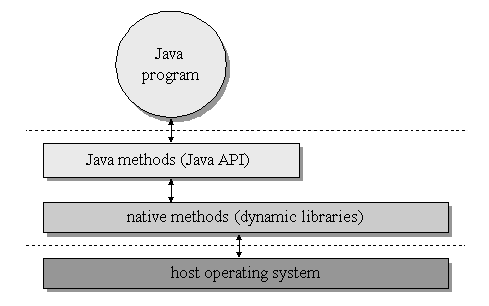 Java
program
Java methods (Java API)
native methods (dynamic libraries)
host operating system